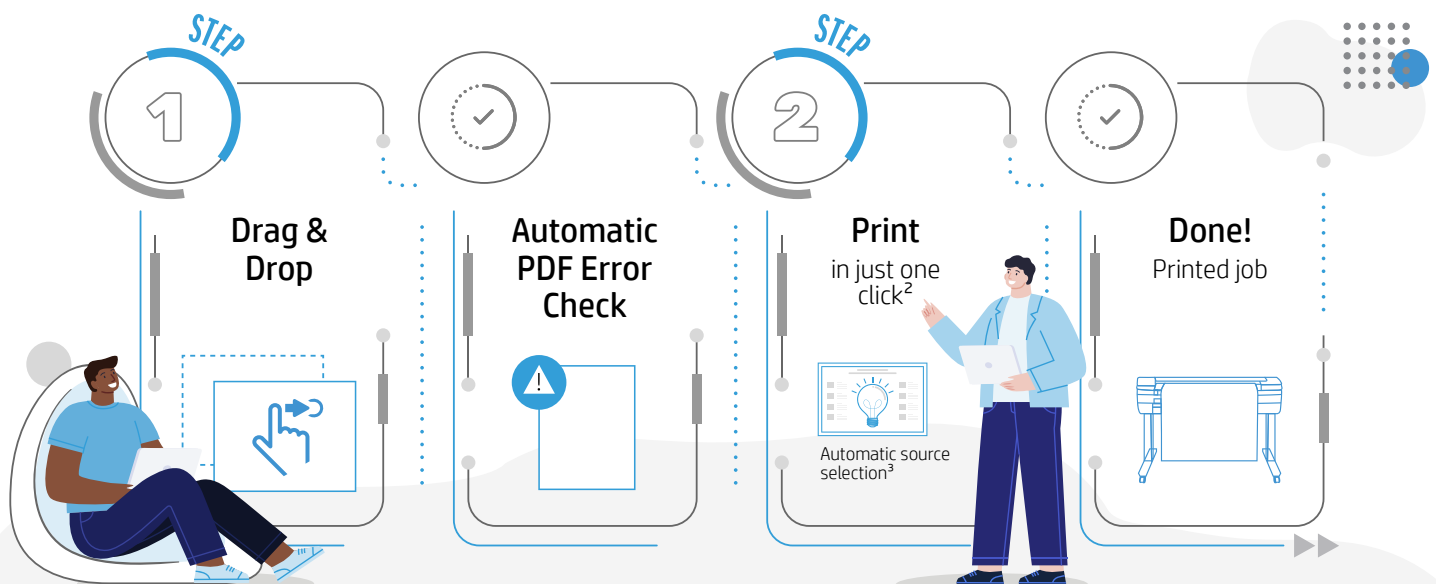 STEP
1
Drag &
Drop
Automatic
PDF Error
Check
STEP
2
Print
in just one
click²
Automatic source
selection³
Done!
Printed job